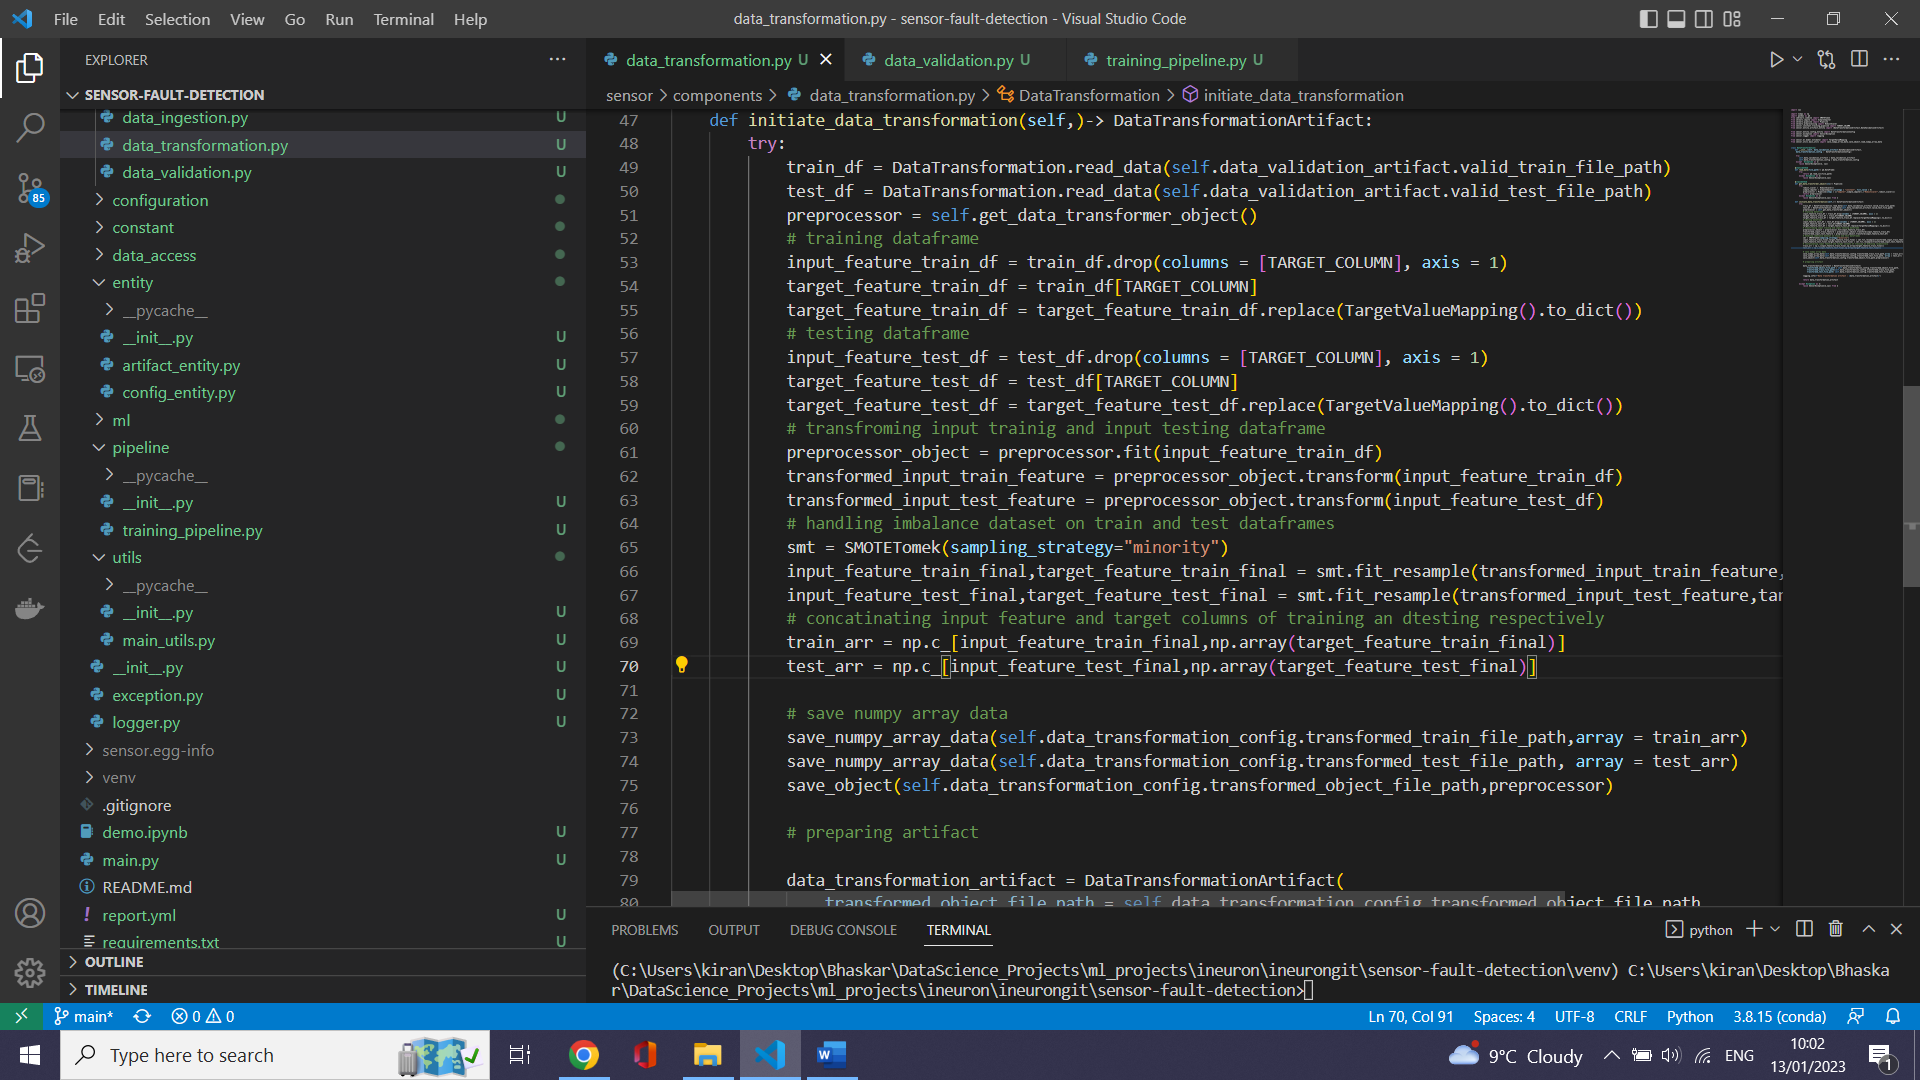 File Edit Selection View Go Run Terminal Help
data_transformation.py - sensor-fault-detection - Visual Studio Code
EXPLORER
SENSOR-FAULT-DETECTION
data_ingestion.py U
data_transformation.py U
data_validation.py U
configuration
constant
data_access
entity
__pycache__
__init__.py U
artifact_entity.py U
config_entity.py U
ml
pipeline
__pycache__
__init__.py U
training_pipeline.py U
utils
__pycache__
__init__.py U
main_utils.py U
__init__.py U
exception.py U
logger.py U
sensor.egg-info
venv
.gitignore
demo.ipynb U
main.py U
README.md
report.yml U
requirements.txt U
OUTLINE
TIMELINE
85
data_transformation.py U
data_validation.py U
training_pipeline.py U
sensor > components > data_transformation.py > DataTransformation > initiate_data_transformation
47 def initiate_data_transformation(self,)-> DataTransformationArtifact:
48 try:
49 train_df = DataTransformation.read_data(self.data_validation_artifact.valid_train_file_path)
50 test_df = DataTransformation.read_data(self.data_validation_artifact.valid_test_file_path)
51 preprocessor = self.get_data_transformer_object()
52 # training dataframe
53 input_feature_train_df = train_df.drop(columns = [TARGET_COLUMN], axis = 1)
54 target_feature_train_df = train_df[TARGET_COLUMN]
55 target_feature_train_df = target_feature_train_df.replace(TargetValueMapping().to_dict())
56 # testing dataframe
57 input_feature_test_df = test_df.drop(columns = [TARGET_COLUMN], axis = 1)
58 target_feature_test_df = test_df[TARGET_COLUMN]
59 target_feature_test_df = target_feature_test_df.replace(TargetValueMapping().to_dict())
60 # transfroming input trainig and input testing dataframe
61 preprocessor_object = preprocessor.fit(input_feature_train_df)
62 transformed_input_train_feature = preprocessor_object.transform(input_feature_train_df)
63 transformed_input_test_feature = preprocessor_object.transform(input_feature_test_df)
64 # handling imbalance dataset on train and test dataframes
65 smt = SMOTETomek(sampling_strategy="minority")
66 input_feature_train_final,target_feature_train_final = smt.fit_resample(transformed_input_train_feature,
67 input_feature_test_final,target_feature_test_final = smt.fit_resample(transformed_input_test_feature,tar
68 # concatinating input feature and target columns of training an dtesting respectively
69 train_arr = np.c_[input_feature_train_final,np.array(target_feature_train_final)]
70 test_arr = np.c_[input_feature_test_final,np.array(target_feature_test_final)]
71
72 # save numpy array data
73 save_numpy_array_data(self.data_transformation_config.transformed_train_file_path,array = train_arr)
74 save_numpy_array_data(self.data_transformation_config.transformed_test_file_path, array = test_arr)
75 save_object(self.data_transformation_config.transformed_object_file_path,preprocessor)
76
77 # preparing artifact
78
79 data_transformation_artifact = DataTransformationArtifact(
80 transformed_object_file_path = self.data_transformation_config.transformed_object_file_path
PROBLEMS OUTPUT DEBUG CONSOLE TERMINAL
python
(C:\Users\kiran\Desktop\Bhaskar\DataScience_Projects\ml_projects\ineuron\ineurongit\sensor-fault-detection\venv) C:\Users\kiran\Desktop\Bhaska
r\DataScience_Projects\ml_projects\ineuron\ineurongit\sensor-fault-detection>
main* 0 0
Ln 70, Col 91 Spaces: 4 UTF-8 CRLF Python 3.8.15 (conda)
Type here to search
9°C Cloudy
ENG
10:02
13/01/2023
1